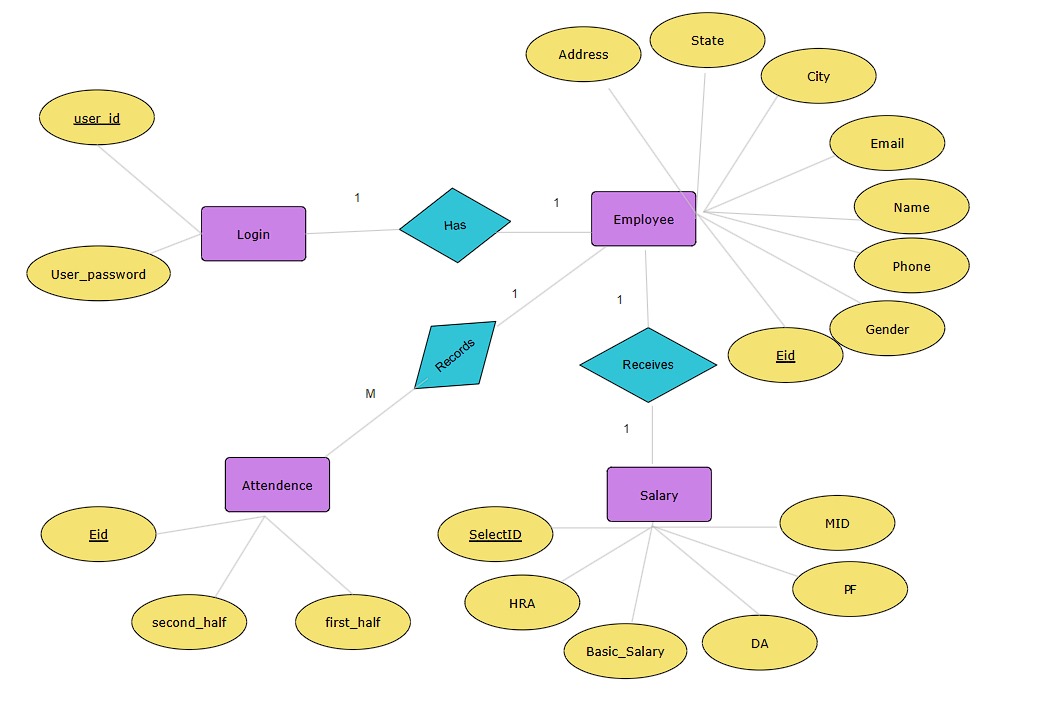 Address
State
City
user_id
Email
1
Has
1
Name
Login
Employee
Phone
User_password
1
1
Gender
Records
Receives
Eid
M
1
Attendence
Salary
Eid
SelectID
MID
second_half
first_half
HRA
PF
Basic_Salary
DA